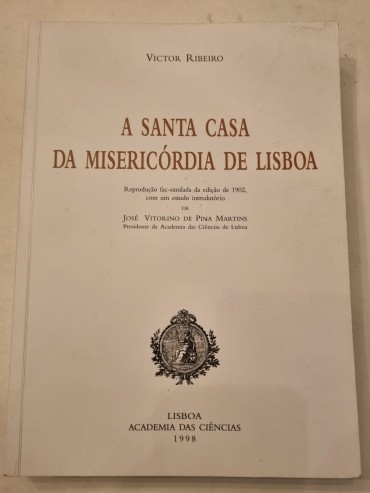 VICTOR RIBEIRO
A SANTA CASA
DA MISERICÓRDIA DE LISBOA
Reprodução fac-similada da edição de 1902,
com um estudo introdutório
DE
JOSÉ VITORINO DE PINA MARTINS
Presidente da Academia das Ciências de Lisboa
LISBOA
ACADEMIA DAS CIÊNCIAS
1998